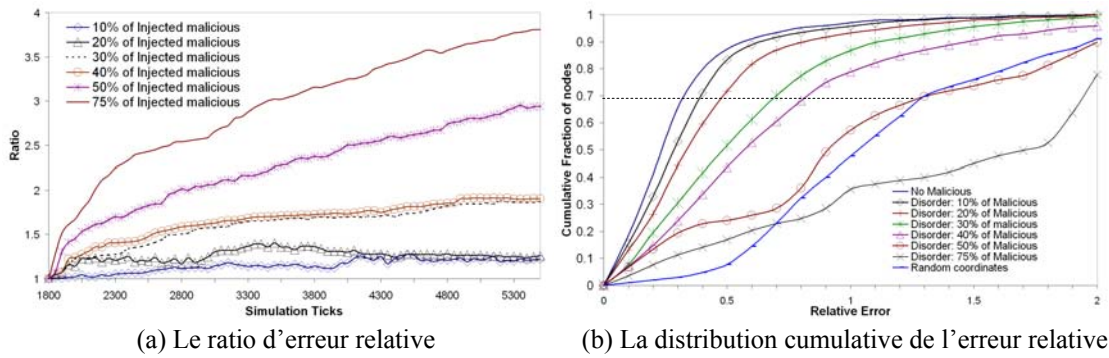 4
3.5
3
2.5
2
1.5
1
Ratio
10% of Injected malicious
20% of Injected malicious
30% of Injected malicious
40% of Injected malicious
50% of Injected malicious
75% of Injected malicious
1800 2300 2800 3300 3800 4300 4800 5300
Simulation Ticks
(a) Le ratio d'erreur relative
1
0.9
0.8
0.7
0.6
0.5
0.4
0.3
0.2
0.1
0
Cumulative Fraction of nodes
No Malicious
Disorder: 10% of Malicious
Disorder: 20% of Malicious
Disorder: 30% of malicious
Disorder: 40% of Malicious
Disorder: 50% of Malicious
Disorder: 75% of Malicious
Random coordinates
0 0.5 1 1.5 2
Relative Error
(b) La distribution cumulative de l'erreur relative